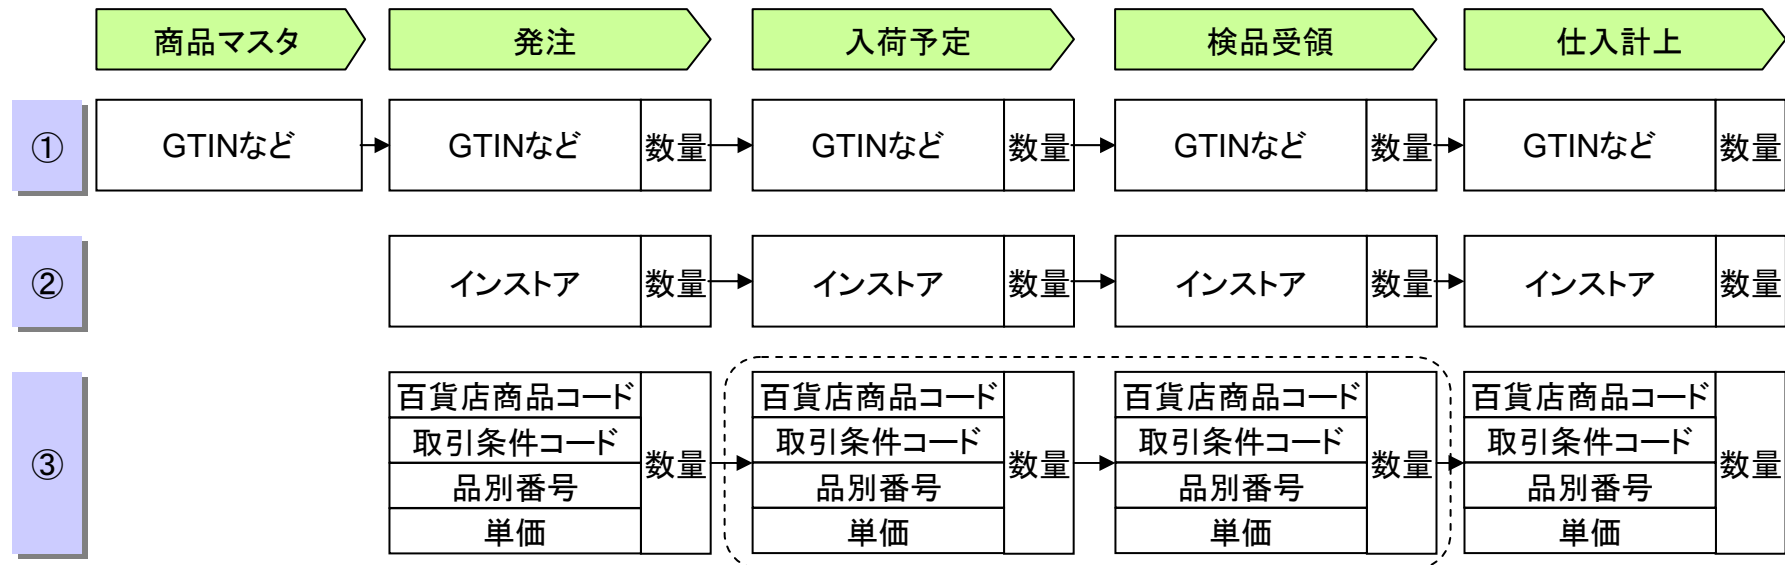 商品マスタ
発注
入荷予定
検品受領
仕入計上
①
GTINなど
GTINなど
数量
GTINなど
数量
GTINなど
数量
GTINなど
数量
②
インストア
数量
インストア
数量
インストア
数量
インストア
数量
③
百貨店商品コード
取引条件コード
品別番号
単価
数量
百貨店商品コード
取引条件コード
品別番号
単価
数量
百貨店商品コード
取引条件コード
品別番号
単価
数量
百貨店商品コード
取引条件コード
品別番号
単価
数量